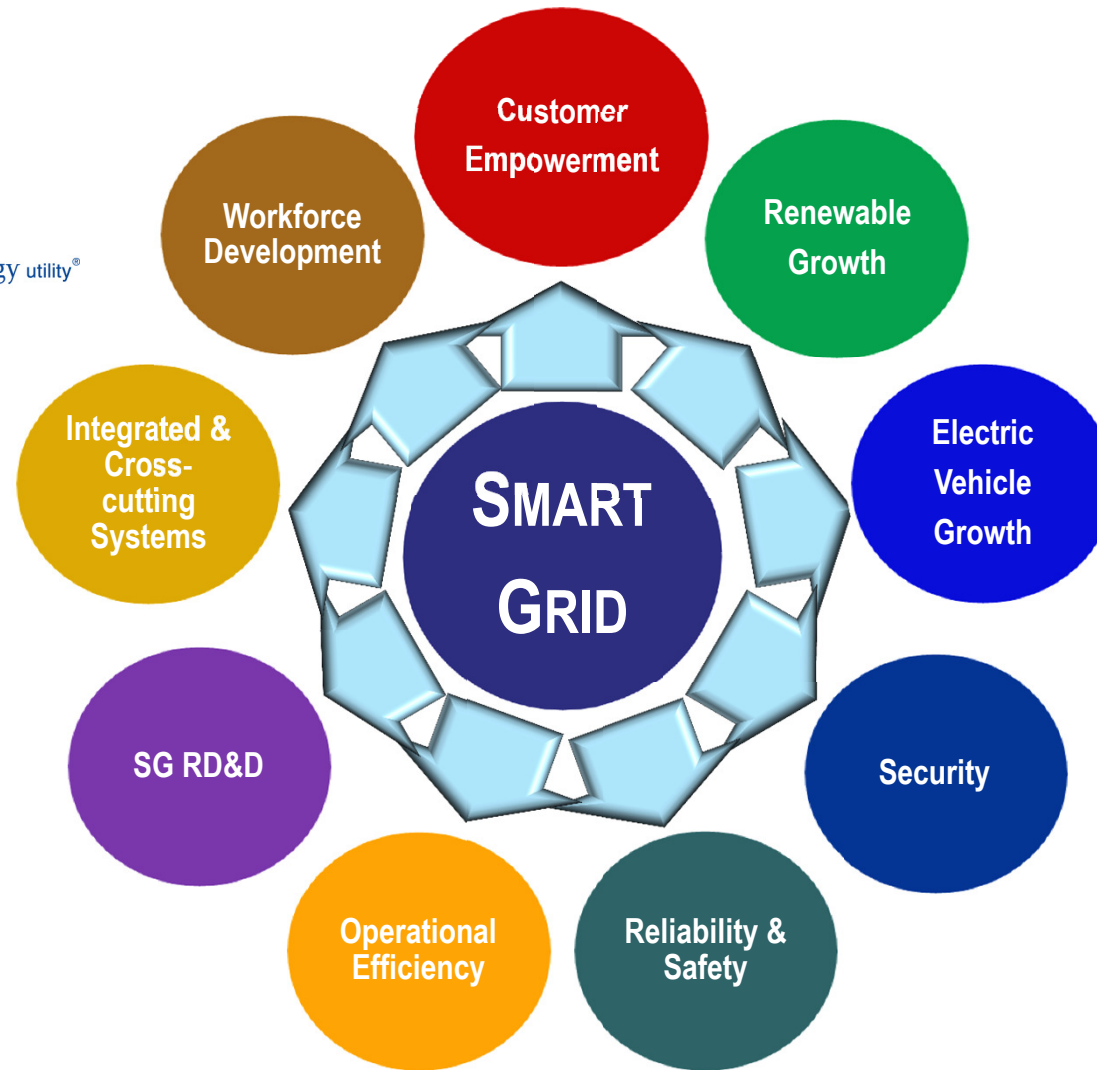 Customer
Empowerment
Renewable
Growth
Workforce
Development
utility®
Electric
Vehicle
Growth
Integrated &
Cross-
cutting
Systems
SMART
GRID
SG RD&D
Security
Operational
Efficiency
Reliability &
Safety